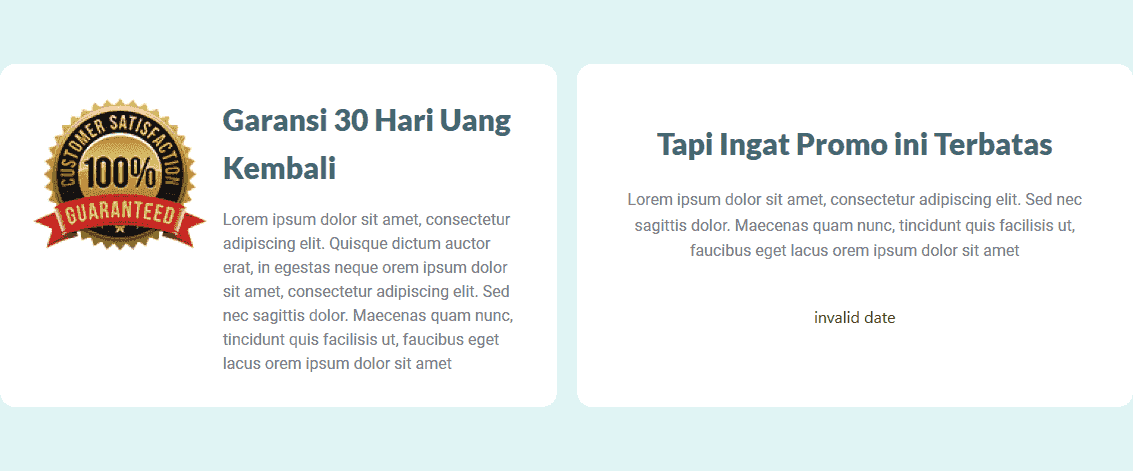 CUSTOMER SATISFACTION
100%
GUARANTEED
Garansi 30 Hari Uang
Kembali
Lorem ipsum dolor sit amet, consectetur
adipiscing elit. Quisque dictum auctor
erat, in egestas neque orem ipsum dolor
sit amet, consectetur adipiscing elit. Sed
nec sagittis dolor. Maecenas quam nunc,
tincidunt quis facilisis ut, faucibus eget
lacus orem ipsum dolor sit amet
Tapi Ingat Promo ini Terbatas
Lorem ipsum dolor sit amet, consectetur adipiscing elit. Sed nec
sagittis dolor. Maecenas quam nunc, tincidunt quis facilisis ut,
faucibus eget lacus orem ipsum dolor sit amet
invalid date